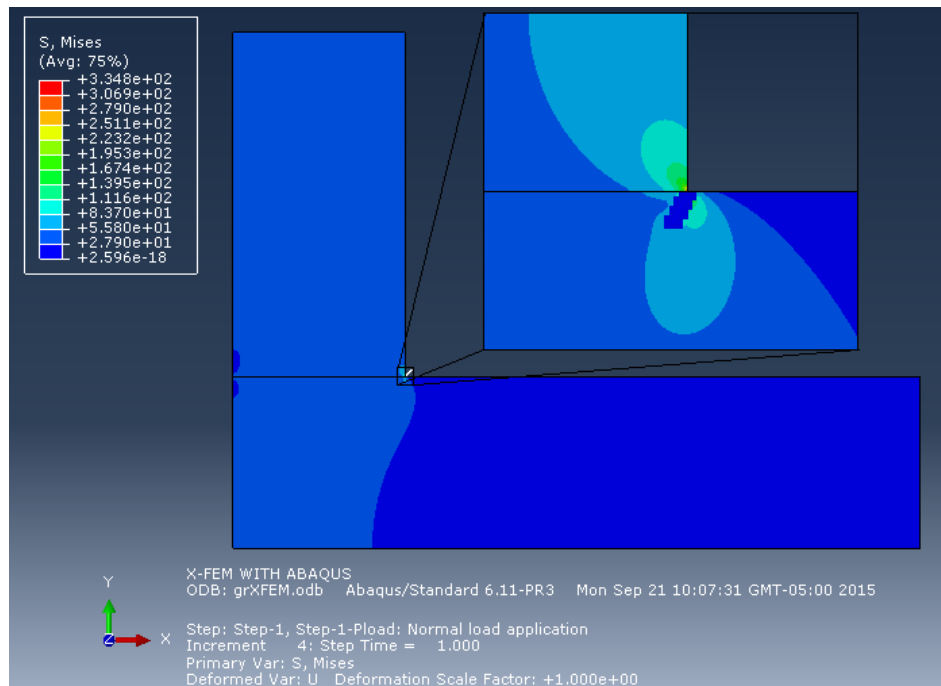 S, Mises
(Avg: 75%)
+3.348e+02
+3.069e+02
+2.790e+02
+2.511e+02
+2.232e+02
+1.953e+02
+1.674e+02
+1.395e+02
+1.116e+02
+8.370e+01
+5.580e+01
+2.790e+01
+2.596e-18
Y
Z
X
X-FEM WITH ABAQUS
ODB: grXFEM.odb Abaqus/Standard 6.11-PR3 Mon Sep 21 10:07:31 GMT-05:00 2015
Step: Step-1, Step-1-Pload: Normal load application
Increment 4: Step Time = 1.000
Primary Var: S, Mises
Deformed Var: U Deformation Scale Factor: +1.000e+00